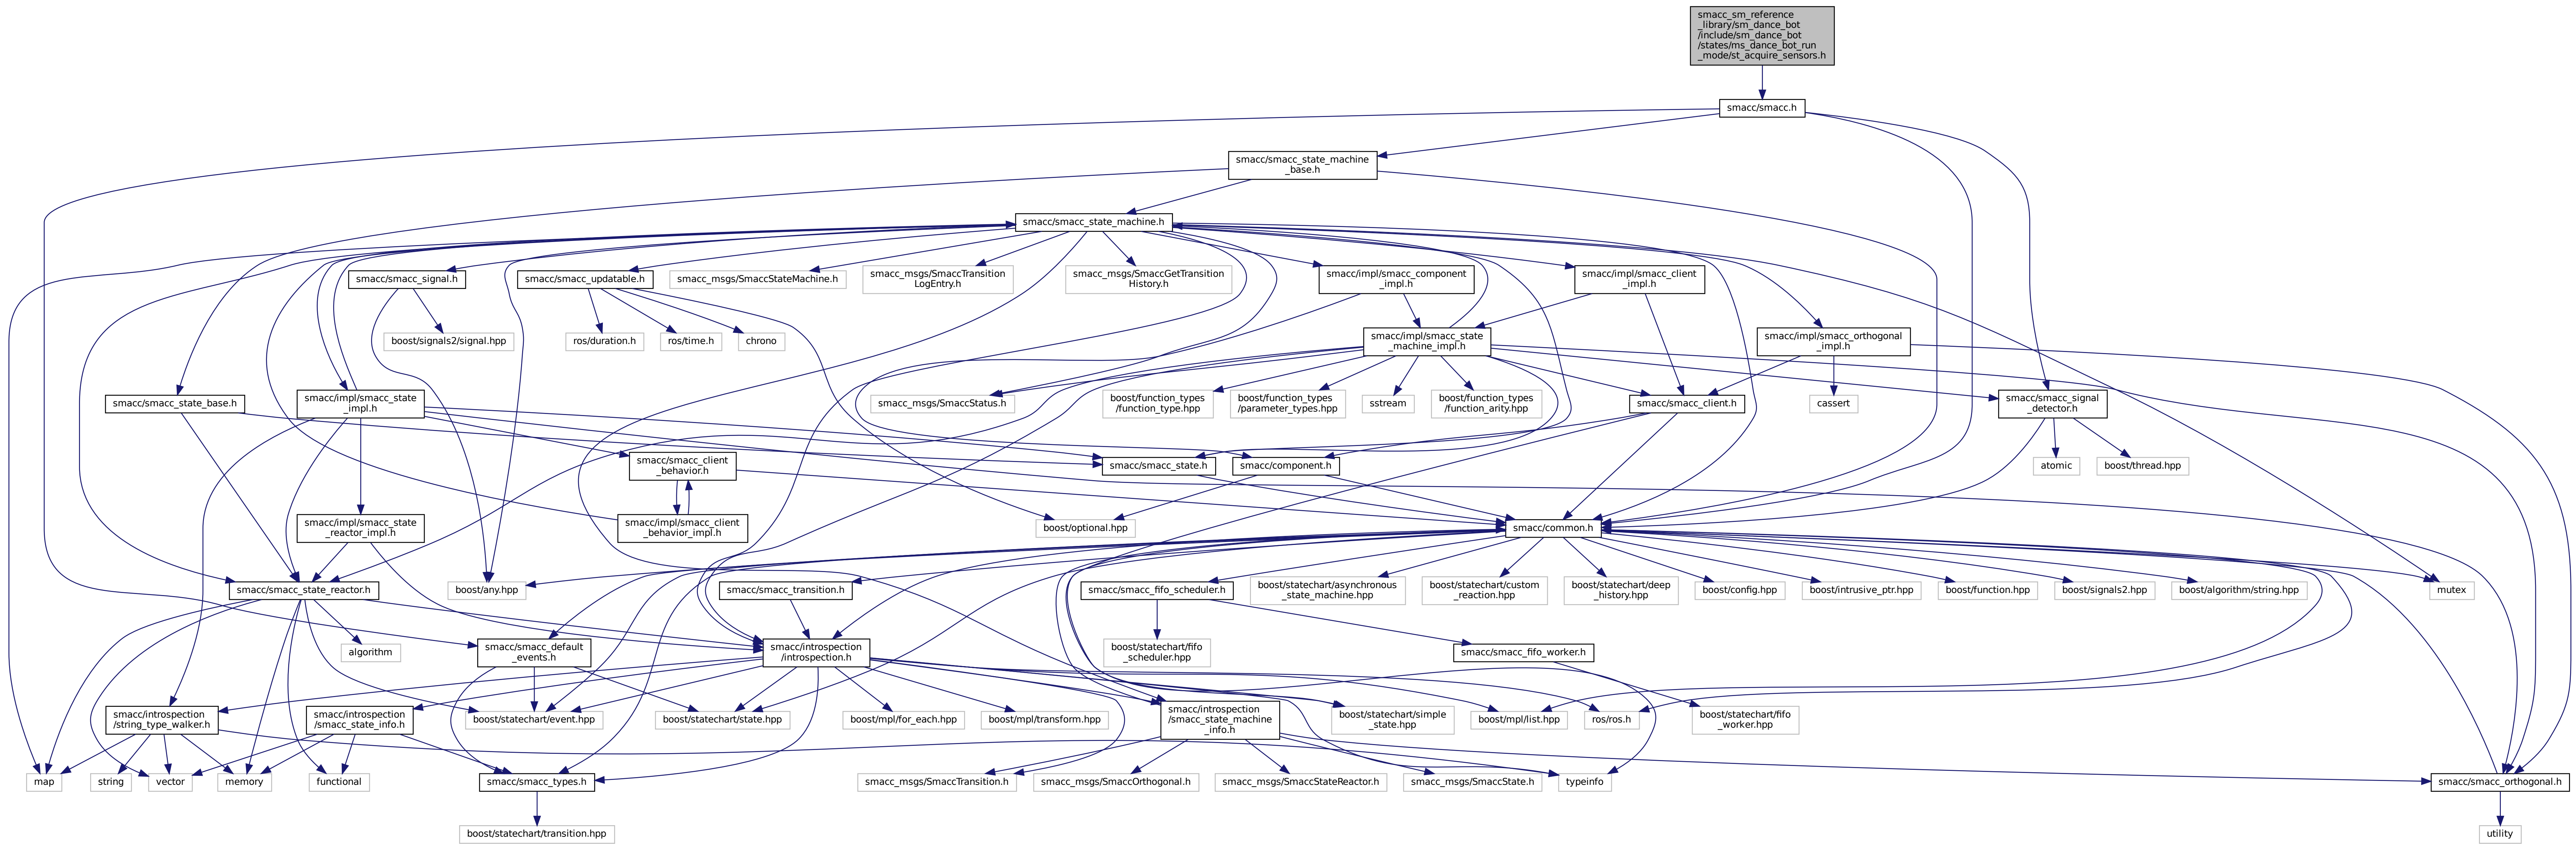 smacc_sm_reference
_library/sm_dance_bot
/include/sm_dance_bot
/states/ms_dance_bot_run
_mode/st_acquire_sensors.h
smacc/smacc.h
smacc/smacc_state_machine
_base.h
smacc/smacc_state_machine.h
smacc/smacc_signal.h
smacc/smacc_updatable.h
smacc_msgs/SmaccStateMachine.h
smacc_msgs/SmaccTransition
LogEntry.h
smacc_msgs/SmaccGetTransition
History.h
smacc/impl/smacc_component
_impl.h
smacc/impl/smacc_client
_impl.h
boost/signals2/signal.hpp
ros/duration.h
ros/time.h
chrono
smacc/impl/smacc_state
_machine_impl.h
smacc/impl/smacc_orthogonal
_impl.h
smacc/smacc_state_base.h
smacc/impl/smacc_state
_impl.h
smacc_msgs/SmaccStatus.h
boost/function_types
/function_type.hpp
boost/function_types
/parameter_types.hpp
sstream
boost/function_types
/function_arity.hpp
smacc/smacc_client.h
cassert
smacc/smacc_signal
_detector.h
smacc/smacc_client
_behavior.h
smacc/smacc_state.h
smacc/component.h
atomic
boost/thread.hpp
smacc/impl/smacc_state
_reactor_impl.h
smacc/impl/smacc_client
_behavior_impl.h
boost/optional.hpp
smacc/common.h
smacc/smacc_state_reactor.h
boost/any.hpp
smacc/smacc_transition.h
smacc/smacc_fifo_scheduler.h
boost/statechart/asynchronous
_state_machine.hpp
boost/statechart/custom
_reaction.hpp
boost/statechart/deep
_history.hpp
boost/config.hpp
boost/intrusive_ptr.hpp
boost/function.hpp
boost/signals2.hpp
boost/algorithm/string.hpp
mutex
algorithm
smacc/smacc_default
_events.h
smacc/introspection
/introspection.h
boost/statechart/fifo
_scheduler.hpp
smacc/smacc_fifo_worker.h
smacc/introspection
/string_type_walker.h
smacc/introspection
/smacc_state_info.h
boost/statechart/event.hpp
boost/statechart/state.hpp
boost/mpl/for_each.hpp
boost/mpl/transform.hpp
smacc/introspection
/smacc_state_machine
_info.h
boost/statechart/simple
_state.hpp
boost/mpl/list.hpp
ros/ros.h
boost/statechart/fifo
_worker.hpp
map
string
vector
memory
functional
smacc/smacc_types.h
smacc_msgs/SmaccTransition.h
smacc_msgs/SmaccOrthogonal.h
smacc_msgs/SmaccStateReactor.h
smacc_msgs/SmaccState.h
typeinfo
smacc/smacc_orthogonal.h
boost/statechart/transition.hpp
utility